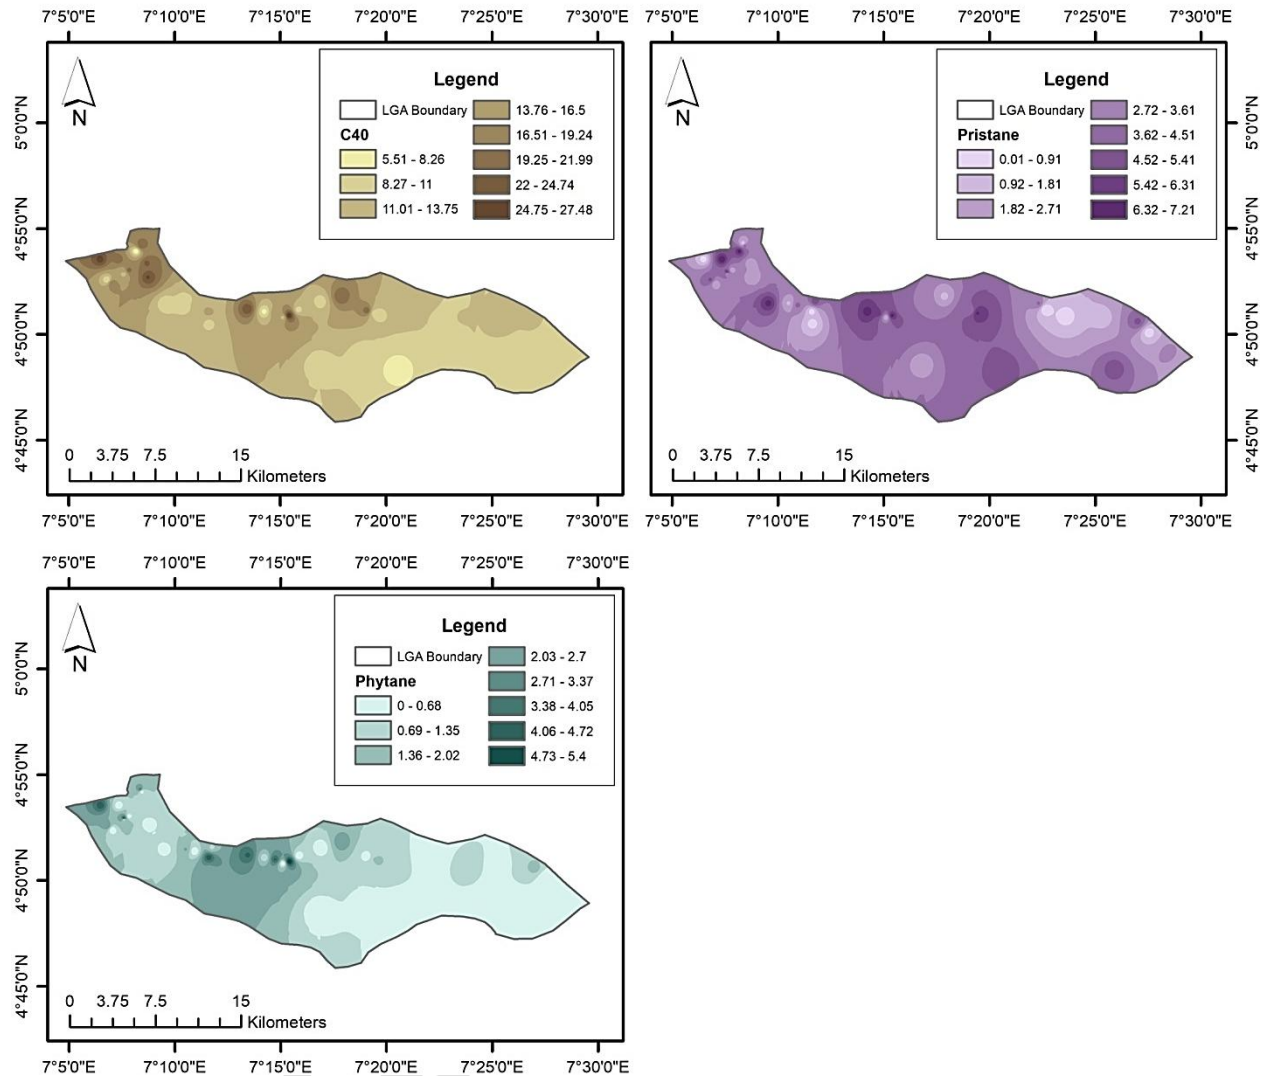 7°5'0"E 7°10'0"E 7°15'0"E 7°20'0"E 7°25'0"E 7°30'0"E
N
Legend
LGA Boundary
C40
5.51 - 8.26
8.27 - 11
11.01 - 13.75
13.76 - 16.5
16.51 - 19.24
19.25 - 21.99
22 - 24.74
24.75 - 27.48
5°0'0"N
4°55'0"N
4°50'0"N
4°45'0"N
0 3.75 7.5 15
Kilometers
7°5'0"E 7°10'0"E 7°15'0"E 7°20'0"E 7°25'0"E 7°30'0"E
7°5'0"E 7°10'0"E 7°15'0"E 7°20'0"E 7°25'0"E 7°30'0"E
N
Legend
LGA Boundary
Pristane
0.01 - 0.91
0.92 - 1.81
1.82 - 2.71
2.72 - 3.61
3.62 - 4.51
4.52 - 5.41
5.42 - 6.31
6.32 - 7.21
5°0'0"N
4°55'0"N
4°50'0"N
4°45'0"N
0 3.75 7.5 15
Kilometers
7°5'0"E 7°10'0"E 7°15'0"E 7°20'0"E 7°25'0"E 7°30'0"E
7°5'0"E 7°10'0"E 7°15'0"E 7°20'0"E 7°25'0"E 7°30'0"E
N
Legend
LGA Boundary
Phytane
0 - 0.68
0.69 - 1.35
1.36 - 2.02
2.03 - 2.7
2.71 - 3.37
3.38 - 4.05
4.06 - 4.72
4.73 - 5.4
5°0'0"N
4°55'0"N
4°50'0"N
4°45'0"N
0 3.75 7.5 15
Kilometers
7°5'0"E 7°10'0"E 7°15'0"E 7°20'0"E 7°25'0"E 7°30'0"E